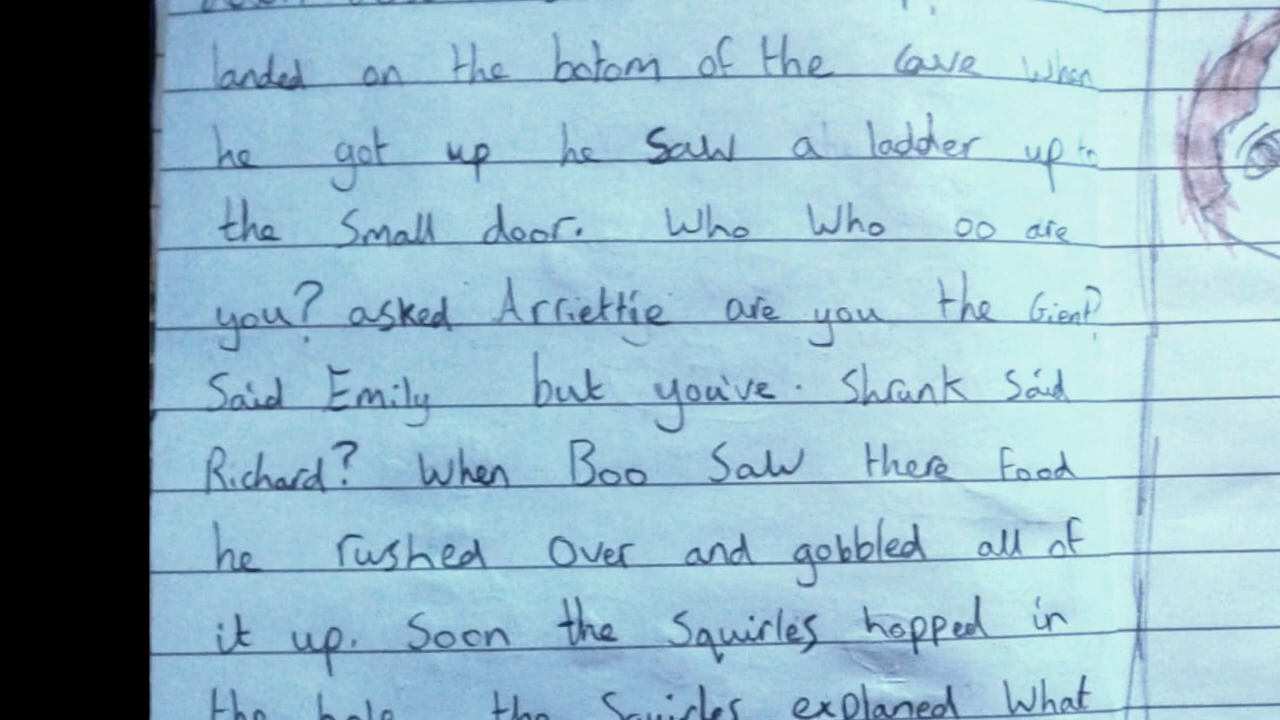 landed on the botom of the cave when
he got up he Saw a ladder up to
the Small door. Who Who oo are
you? asked Arriettie are you the Gient?
Said Emily but you've. Shrunk Said
Richard? When Boo Saw there Food
he rushed Over and gobbled all of
it up. Soon the Squirles hopped in
the hole the Squirles explaned What